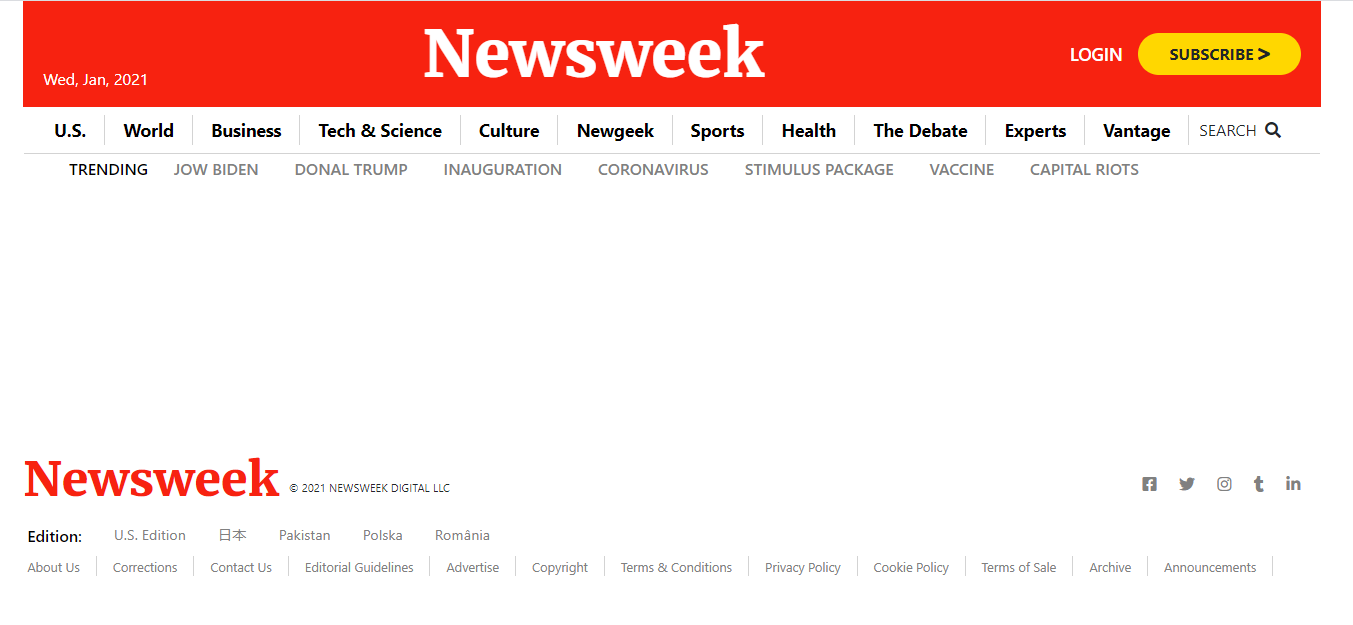 Newsweek
LOGIN SUBSCRIBE >
Wed, Jan, 2021
U.S. World Business Tech & Science Culture Newgeek Sports Health The Debate Experts Vantage SEARCH
TRENDING JOW BIDEN DONAL TRUMP INAUGURATION CORONAVIRUS STIMULUS PACKAGE VACCINE CAPITAL RIOTS
Newsweek © 2021 NEWSWEEK DIGITAL LLC
Edition: U.S. Edition 日本 Pakistan Polska România
About Us Corrections Contact Us Editorial Guidelines Advertise Copyright Terms & Conditions Privacy Policy Cookie Policy Terms of Sale Archive Announcements